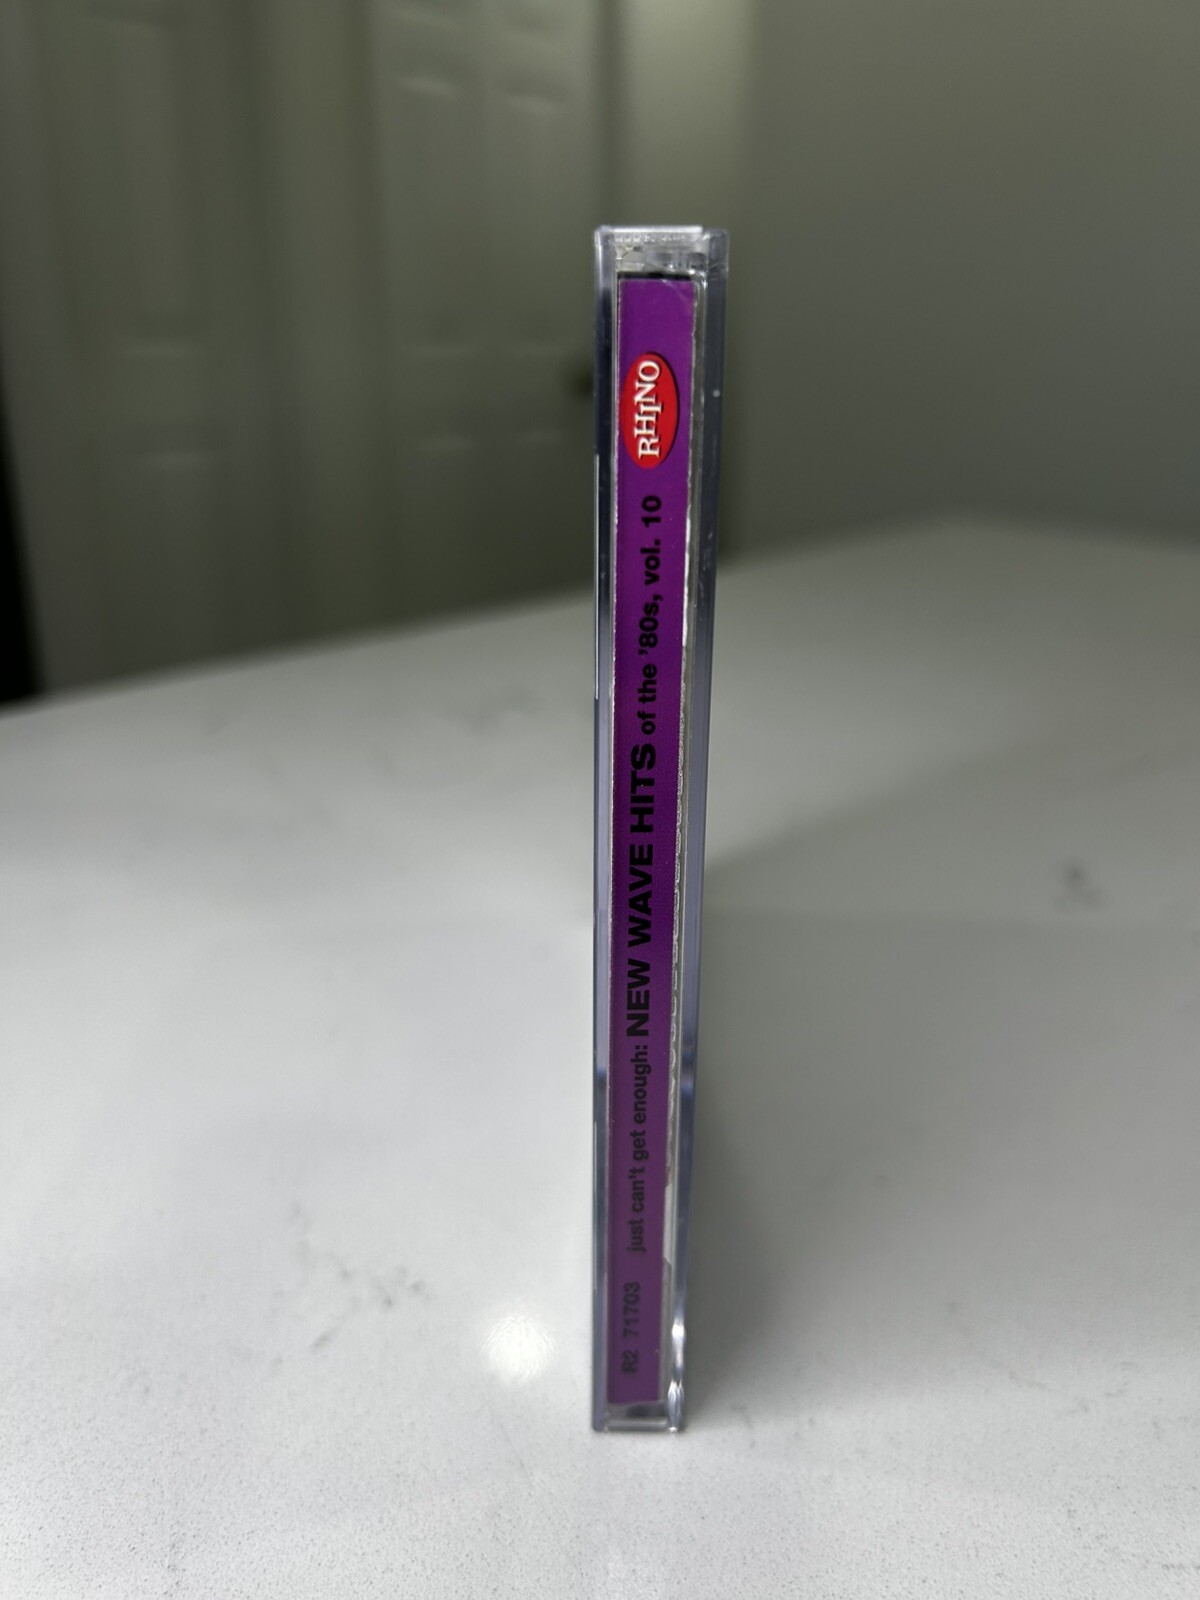 R2 71703 just can't get enough: NEW WAVE HITS of the '80s, vol. 10
RHINO